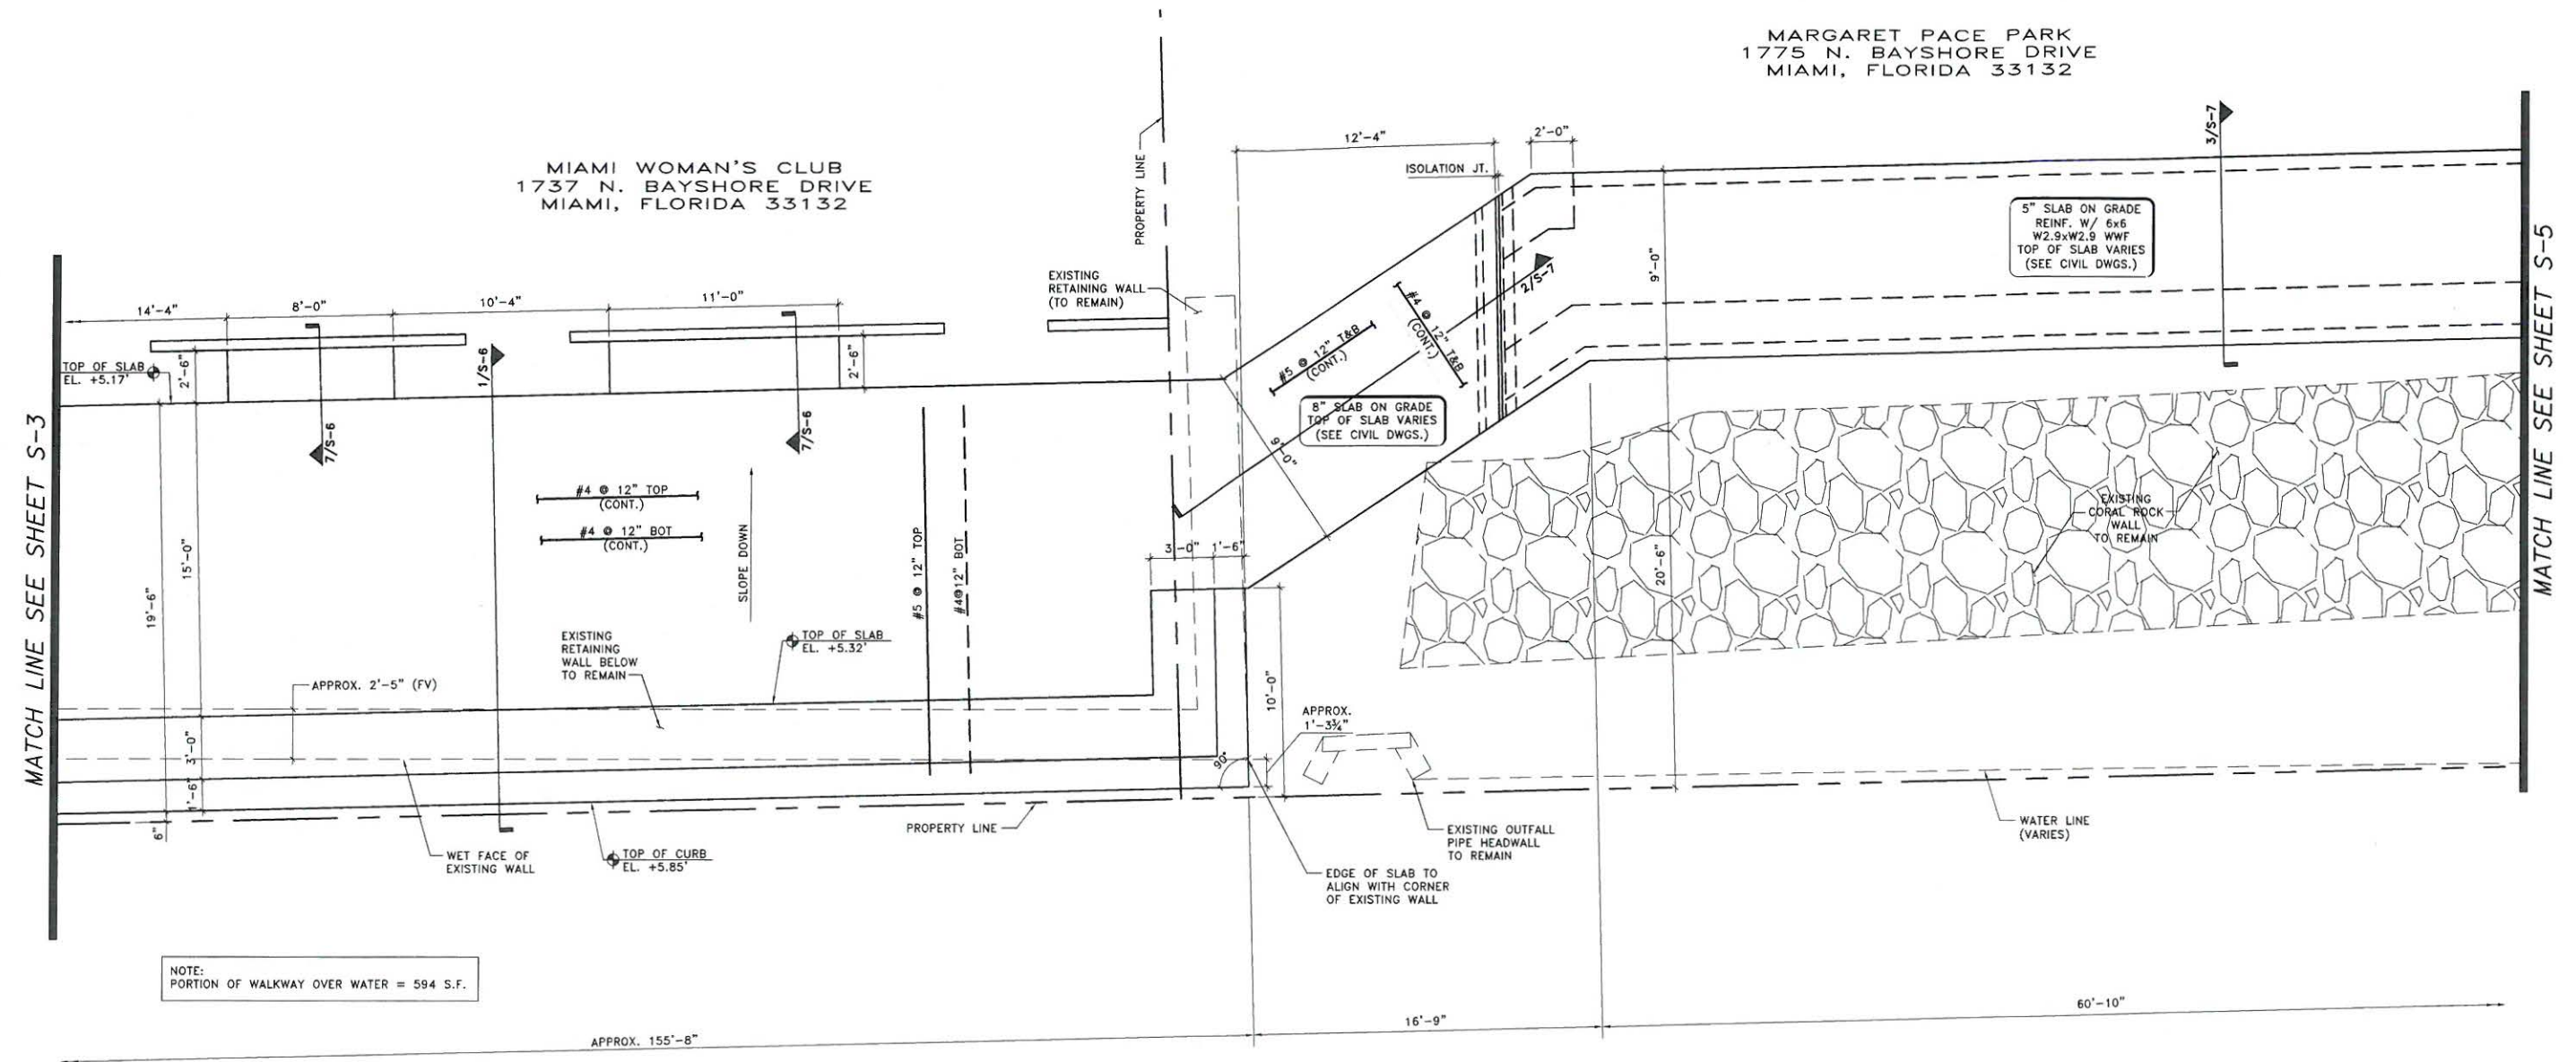 MARGARET PACE PARK
1775 N. BAYSHORE DRIVE
MIAMI, FLORIDA 33132
MIAMI WOMAN'S CLUB
1737 N. BAYSHORE DRIVE
MIAMI, FLORIDA 33132
PROPERTY LINE
12'-4"
2'-0"
ISOLATION JT.
3/S-7
5" SLAB ON GRADE
REINF. W/ 6x6
W2.9xW2.9 WWF
TOP OF SLAB VARIES
(SEE CIVIL DWGS.)
9'-0"
2/S-7
MATCH LINE SEE SHEET S-5
EXISTING
RETAINING WALL
(TO REMAIN)
14'-4"
8'-0"
10'-4"
11'-0"
TOP OF SLAB
EL. +5.17'
2'-6"
1/S-6
2'-6"
7/S-6
7/S-6
#5 @ 12" T&B
(CONT.)
#4 @ 12" T&B
(CONT.)
8" SLAB ON GRADE
TOP OF SLAB VARIES
(SEE CIVIL DWGS.)
9'-0"
MATCH LINE SEE SHEET S-3
#4 @ 12" TOP
(CONT.)
#4 @ 12" BOT
(CONT.)
SLOPE DOWN
#5 @ 12" TOP
#4@12" BOT
3'-0"
1'-6"
EXISTING
CORAL ROCK
WALL
TO REMAIN
20'-6"
19'-6"
15'-0"
EXISTING
RETAINING
WALL BELOW
TO REMAIN
TOP OF SLAB
EL. +5.32'
APPROX. 2'-5" (FV)
10'-0"
APPROX.
1'-3¾"
90°
3'-0"
1'-6"
6"
WET FACE OF
EXISTING WALL
TOP OF CURB
EL. +5.85'
PROPERTY LINE
EXISTING OUTFALL
PIPE HEADWALL
TO REMAIN
WATER LINE
(VARIES)
EDGE OF SLAB TO
ALIGN WITH CORNER
OF EXISTING WALL
NOTE:
PORTION OF WALKWAY OVER WATER = 594 S.F.
APPROX. 155'-8"
16'-9"
60'-10"